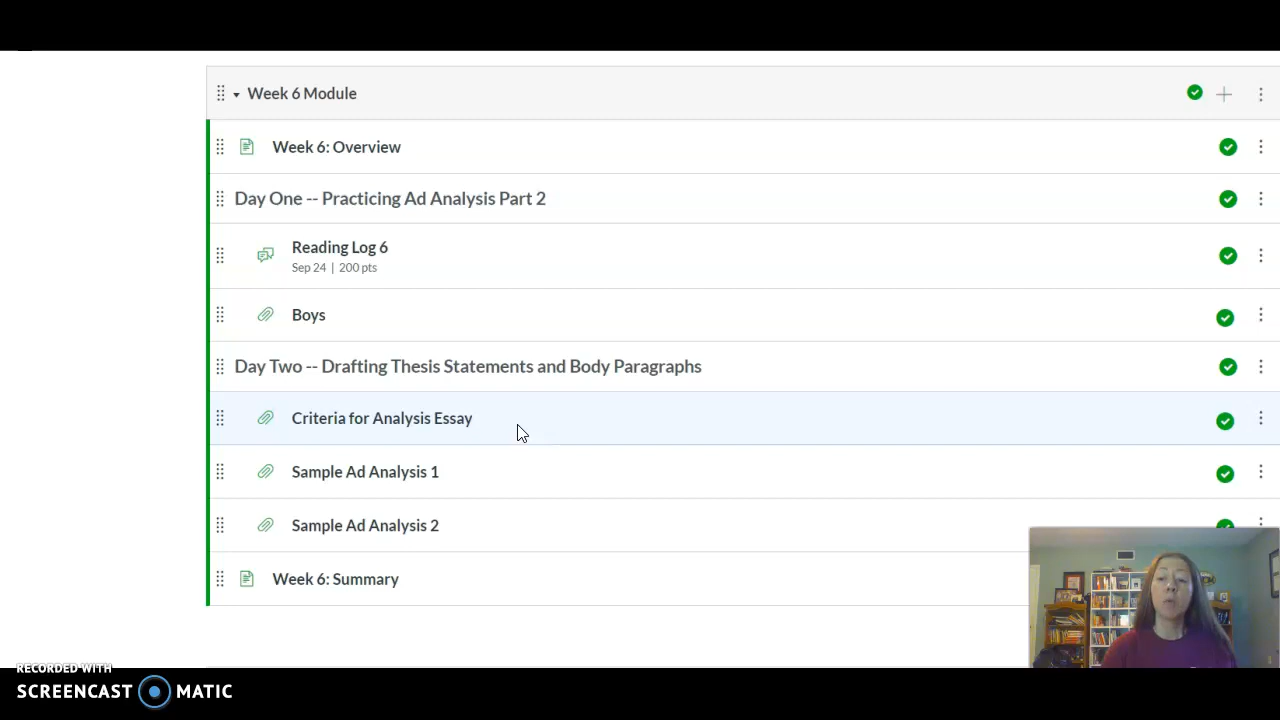 Week 6 Module
Week 6: Overview
Day One -- Practicing Ad Analysis Part 2
Reading Log 6
Sep 24 | 200 pts
Boys
Day Two -- Drafting Thesis Statements and Body Paragraphs
Criteria for Analysis Essay
Sample Ad Analysis 1
Sample Ad Analysis 2
Week 6: Summary
RECORDED WITH
SCREENCAST MATIC